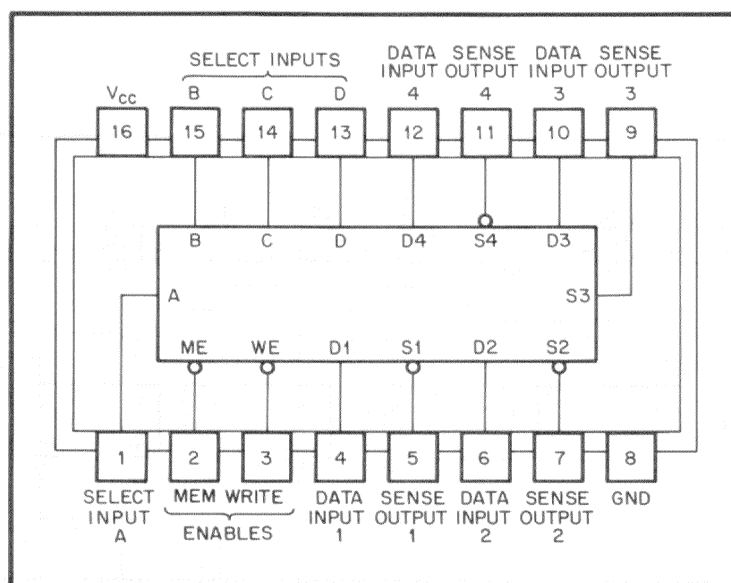 SELECT INPUTS
DATA INPUT 4
SENSE OUTPUT 4
DATA INPUT 3
SENSE OUTPUT 3
VCC B C D
16 15 14 13 12 11 10 9
B C D D4 S4 D3
A S3
ME WE D1 S1 D2 S2
1 2 3 4 5 6 7 8
SELECT INPUT A
MEM WRITE
ENABLES
DATA INPUT 1
SENSE OUTPUT 1
DATA INPUT 2
SENSE OUTPUT 2
GND